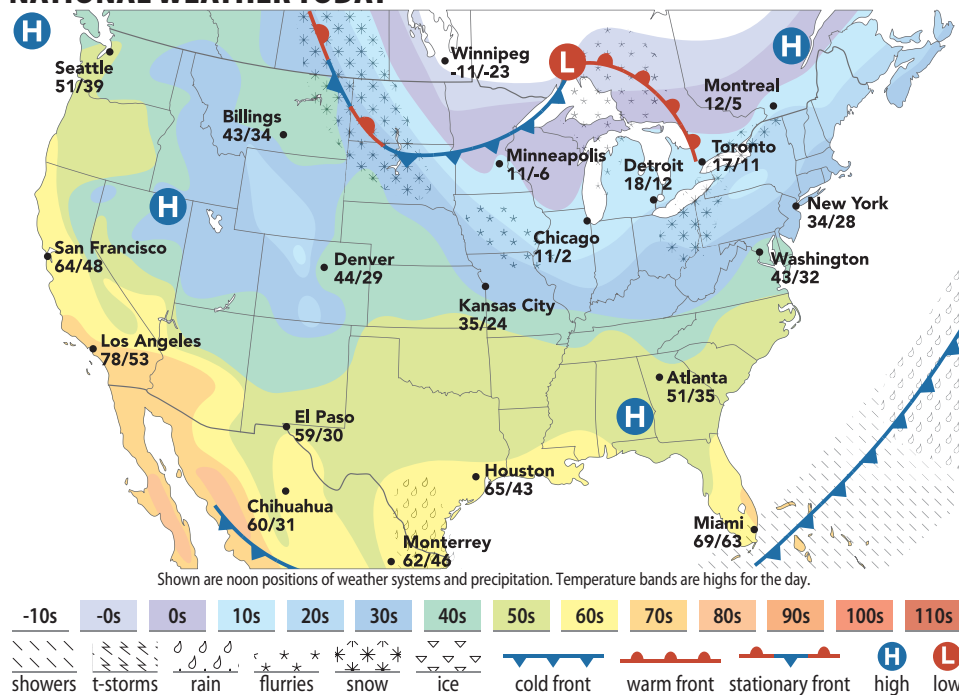 NATIONAL WEATHER TODAY
H
H
L
Winnipeg
-11/-23
Seattle
51/39
Montreal
12/5
Billings
43/34
Minneapolis
11/-6
Detroit
18/12
Toronto
17/11
H
New York
34/28
Chicago
11/2
San Francisco
64/48
Denver
44/29
Washington
43/32
Kansas City
35/24
Los Angeles
78/53
Atlanta
51/35
H
El Paso
59/30
Houston
65/43
Chihuahua
60/31
Miami
69/63
Monterrey
62/46
Shown are noon positions of weather systems and precipitation. Temperature bands are highs for the day.
-10s -0s 0s 10s 20s 30s 40s 50s 60s 70s 80s 90s 100s 110s
H L
showers t-storms rain flurries snow ice cold front warm front stationary front high low